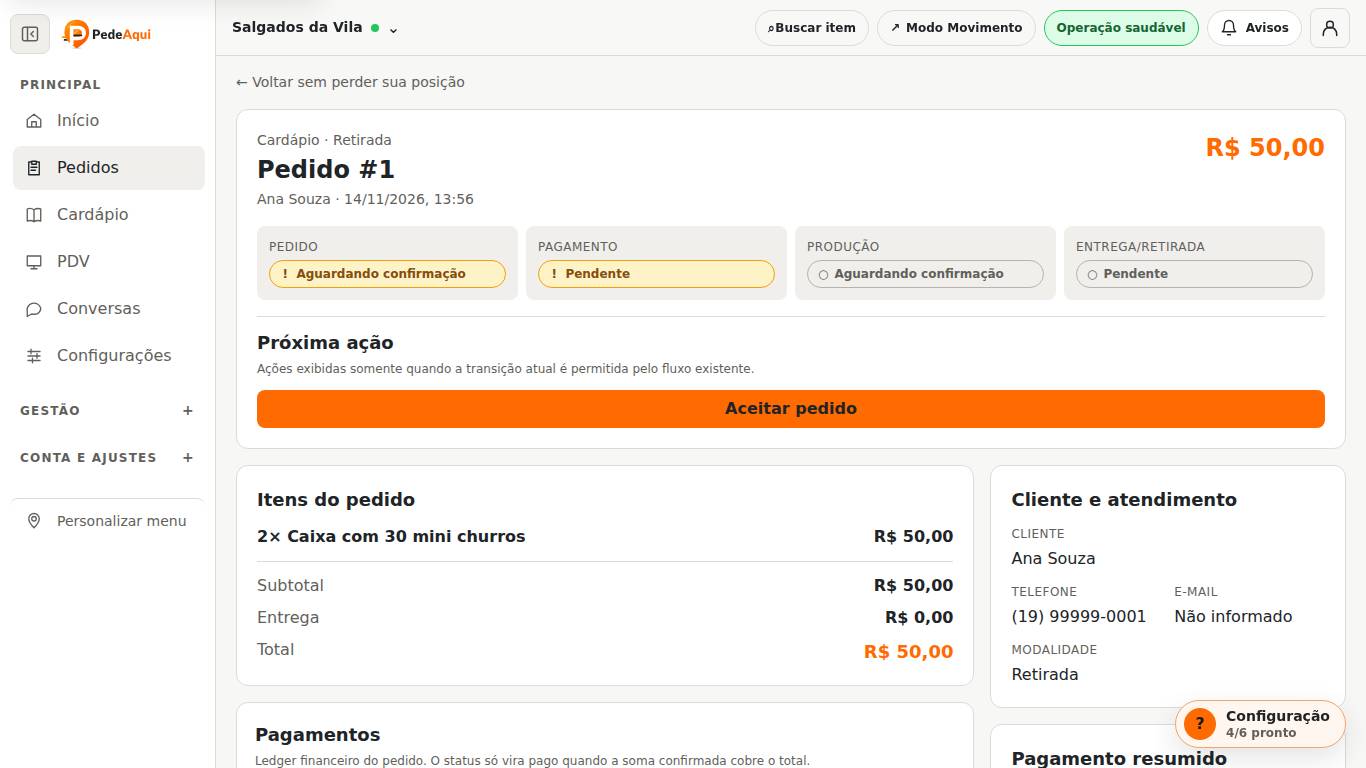 PedeAqui
PRINCIPAL
Início
Pedidos
Cardápio
PDV
Conversas
Configurações
GESTÃO +
CONTA E AJUSTES +
Personalizar menu
Salgados da Vila
Buscar item
↗ Modo Movimento
Operação saudável
Avisos
← Voltar sem perder sua posição
Cardápio · Retirada
Pedido #1
Ana Souza · 14/11/2026, 13:56
R$ 50,00
PEDIDO
! Aguardando confirmação
PAGAMENTO
! Pendente
PRODUÇÃO
○ Aguardando confirmação
ENTREGA/RETIRADA
○ Pendente
Próxima ação
Ações exibidas somente quando a transição atual é permitida pelo fluxo existente.
Aceitar pedido
Itens do pedido
2× Caixa com 30 mini churros R$ 50,00
Subtotal R$ 50,00
Entrega R$ 0,00
Total R$ 50,00
Pagamentos
Ledger financeiro do pedido. O status só vira pago quando a soma confirmada cobre o total.
Cliente e atendimento
CLIENTE
Ana Souza
TELEFONE E-MAIL
(19) 99999-0001 Não informado
MODALIDADE
Retirada
Pagamento resumido
? Configuração
4/6 pronto